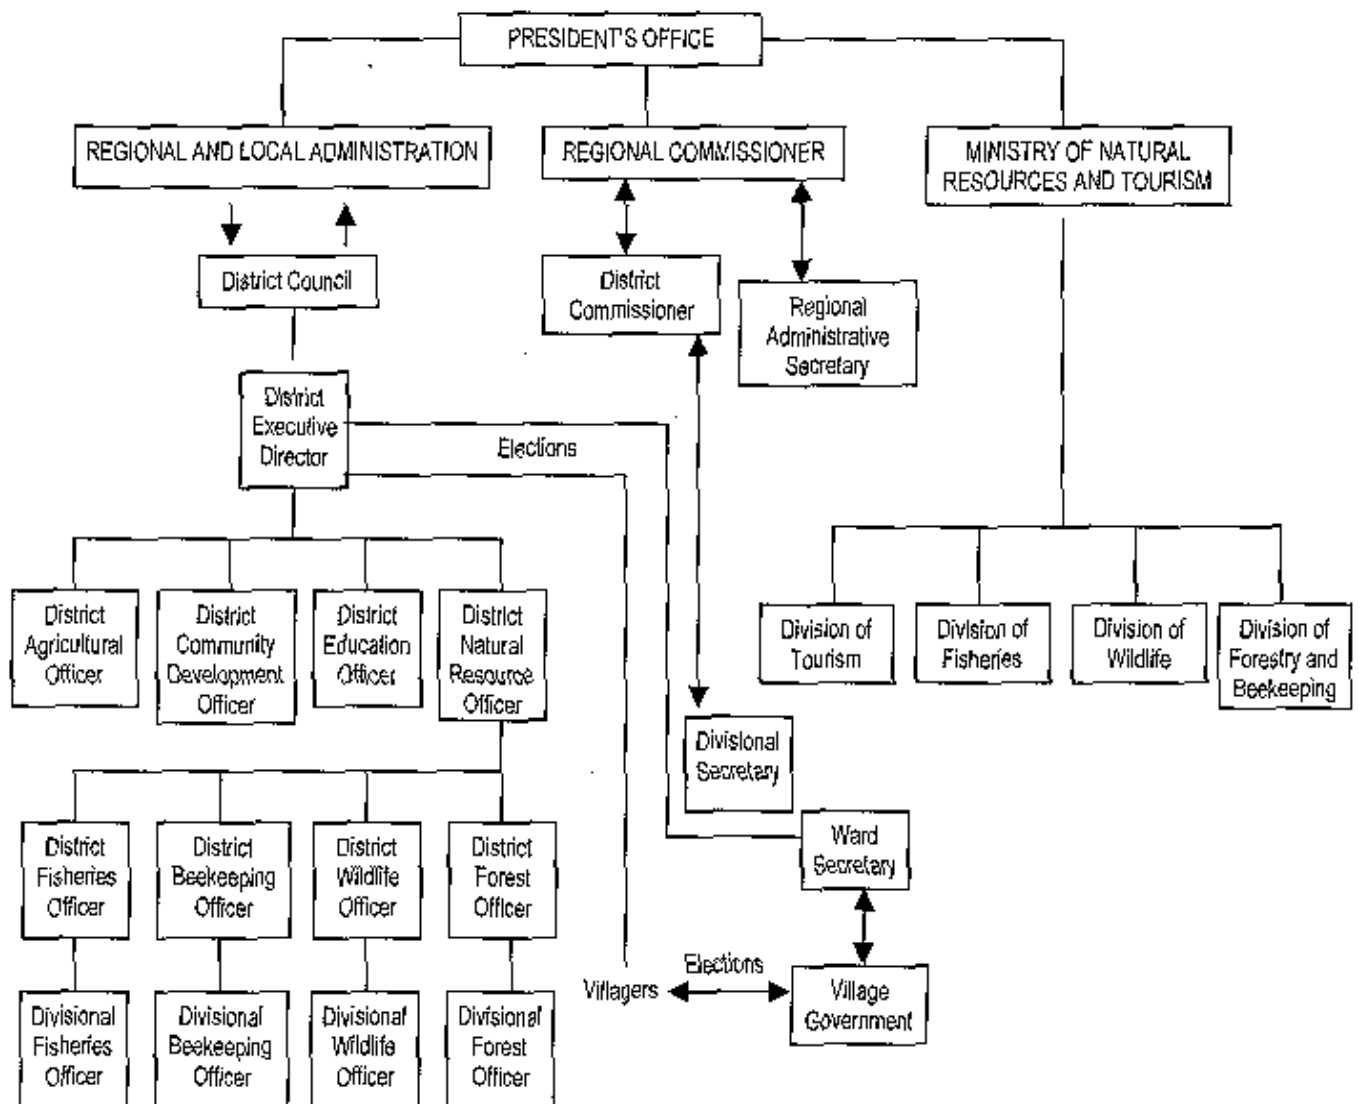 PRESIDENT'S OFFICE
REGIONAL AND LOCAL ADMINISTRATION
REGIONAL COMMISSIONER
MINISTRY OF NATURAL
RESOURCES AND TOURISM
District Council
District
Commissioner
Regional
Administrative
Secretary
District
Executive
Director
Elections
District
Agricultural
Officer
District
Community
Development
Officer
District
Education
Officer
District
Natural
Resource
Officer
Division of
Tourism
Division of
Fisheries
Division of
Wildlife
Division of
Forestry and
Beekeeping
Divisional
Secretary
District
Fisheries
Officer
District
Beekeeping
Officer
District
Wildlife
Officer
District
Forest
Officer
Ward
Secretary
Elections
Villagers
Village
Government
Divisional
Fisheries
Officer
Divisional
Beekeeping
Officer
Divisional
Wildlife
Officer
Divisional
Forest
Officer